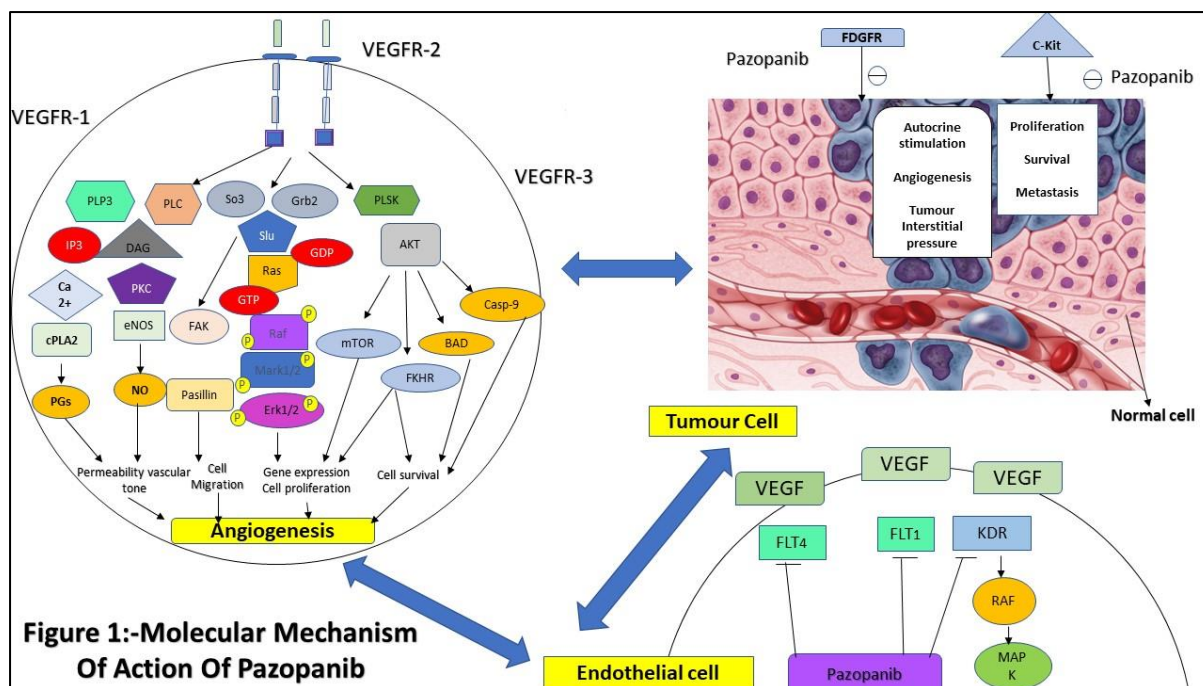 VEGFR-2
VEGFR-1
VEGFR-3
PLP3
PLC
So3
Grb2
PLSK
IP3
DAG
Slu
GDP
AKT
Ras
Ca
2+
PKC
GTP
Casp-9
cPLA2
eNOS
FAK
P
Raf
P
mTOR
BAD
Mark1/2
P
FKHR
PGs
NO
Pasillin
Erk1/2
P
P
Permeability vascular
tone
Cell
Migration
Gene expression
Cell proliferation
Cell survival
Angiogenesis
Figure 1:-Molecular Mechanism
Of Action Of Pazopanib
FDGFR
Pazopanib
C-Kit
Pazopanib
Autocrine
stimulation
Angiogenesis
Tumour
Interstitial
pressure
Proliferation
Survival
Metastasis
Normal cell
Tumour Cell
VEGF
VEGF
VEGF
FLT4
FLT1
KDR
RAF
MAP
K
Pazopanib
Endothelial cell